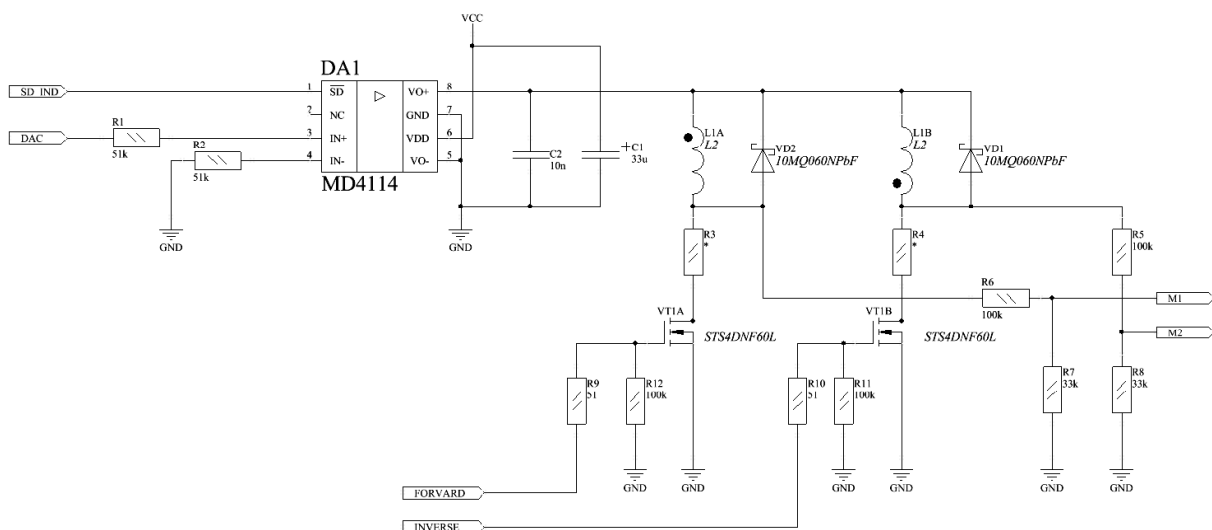 VCC
DA1
SD IND
1
SD
VO+
8
2
NC
GND
7
DAC
R1
51k
3
IN+
VDD
6
R2
51k
4
IN-
VO-
5
MD4114
GND
GND
C2
10n
+
C1
33u
L1A
L2
VD2
10MQ060NPbF
L1B
L2
VD1
10MQ060NPbF
R3
*
R4
*
R5
100k
R6
100k
M1
M2
VT1A
STS4DNF60L
VT1B
STS4DNF60L
R9
51
R12
100k
R10
51
R11
100k
R7
33k
R8
33k
GND
GND
GND
GND
GND
GND
FORVARD
INVERSE